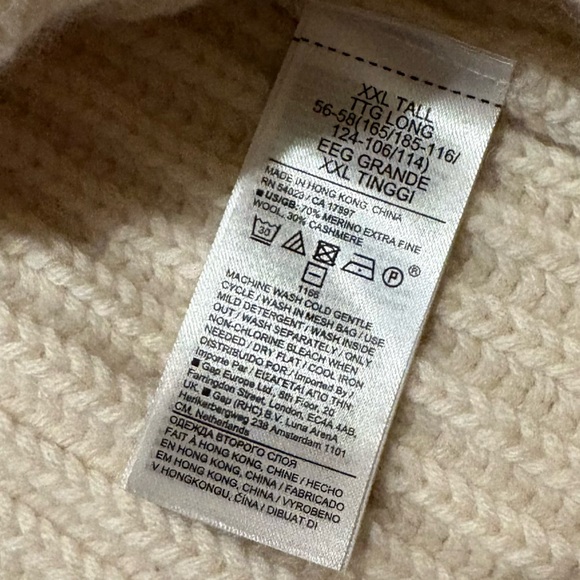 XXL TALL
TTG LONG
56-58(165/185-116/
124-106/114)
EEG GRANDE
XXL TINGGI
MADE IN HONG KONG, CHINA
RN 54023 / CA 17897
■ US/GB: 70% MERINO EXTRA FINE
WOOL, 30% CASHMERE
30 P ®
1166
MACHINE WASH COLD GENTLE
CYCLE / WASH IN MESH BAG / USE
MILD DETERGENT / WASH INSIDE
OUT / WASH SEPARATELY / ONLY
NON-CHLORINE BLEACH WHEN
NEEDED / DRY FLAT / COOL IRON
DISTRIBUIDO POR / Imported By /
Importe Par / ΕΙΣΑΓΕΤΑΙ ΑΠΟ ΤΗΝ:
■ Gap Europe Ltd., 8th Floor, 20
Farringdon Street, London, EC4A 4AB,
UK. ■ Gap (RHC) B.V. Luna ArenA
Herikerbergweg 238 Amsterdam 1101
CM, Netherlands
ОДЕЖДА ВТОРОГО СЛОЯ
FAIT À HONG KONG, CHINE / HECHO
EN HONG KONG, CHINA / FABRICADO
EM HONG KONG, CHINA / VYROBENO
V HONGKONGU, ČÍNA / DIBUAT DI